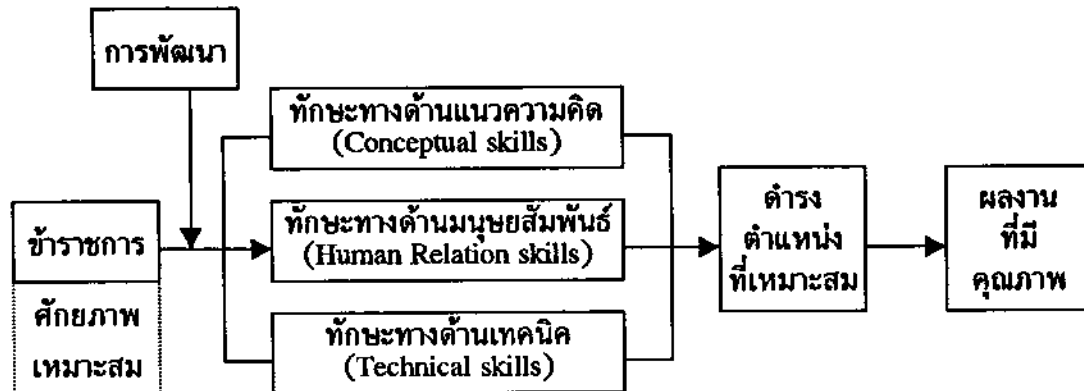 การพัฒนา
ทักษะทางด้านแนวความคิด
(Conceptual skills)
ข้าราชการ
ศักยภาพ
เหมาะสม
ทักษะทางด้านมนุษยสัมพันธ์
(Human Relation skills)
ทักษะทางด้านเทคนิค
(Technical skills)
ดำรง
ตำแหน่ง
ที่เหมาะสม
ผลงาน
ที่มี
คุณภาพ